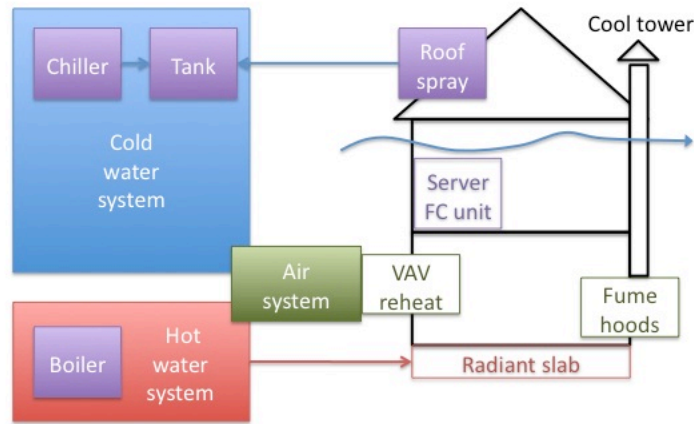 Chiller
Tank
Roof
spray
Cool tower
Cold
water
system
Server
FC unit
Air
system
VAV
reheat
Fume
hoods
Boiler
Hot
water
system
Radiant slab